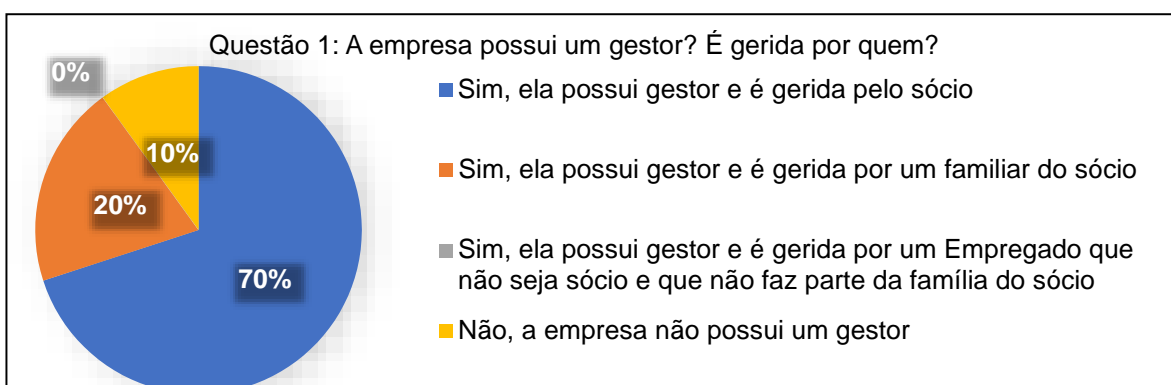 Questão 1: A empresa possui um gestor? É gerida por quem?
0%
10%
20%
70%
Sim, ela possui gestor e é gerida pelo sócio
Sim, ela possui gestor e é gerida por um familiar do sócio
Sim, ela possui gestor e é gerida por um Empregado que
não seja sócio e que não faz parte da família do sócio
Não, a empresa não possui um gestor